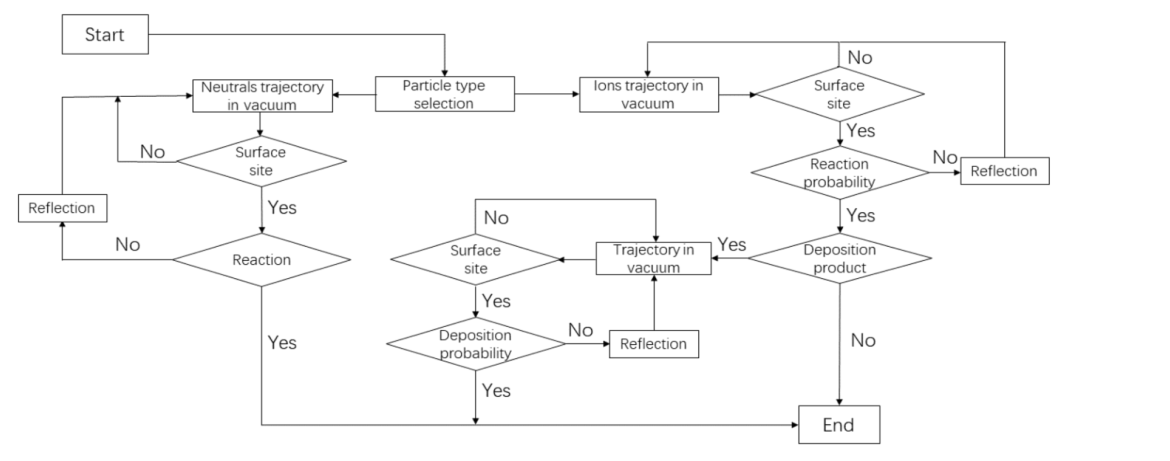 Start
No
Neutrals trajectory
in vacuum
Particle type
selection
Ions trajectory in
vacuum
Surface
site
Yes
No
Surface
site
Reaction
probability
No
Reflection
Reflection
Yes
Yes
No
No
Reaction
Surface
site
Trajectory in
vacuum
Yes
Deposition
product
Yes
Yes
Deposition
probability
No
Reflection
No
Yes
End